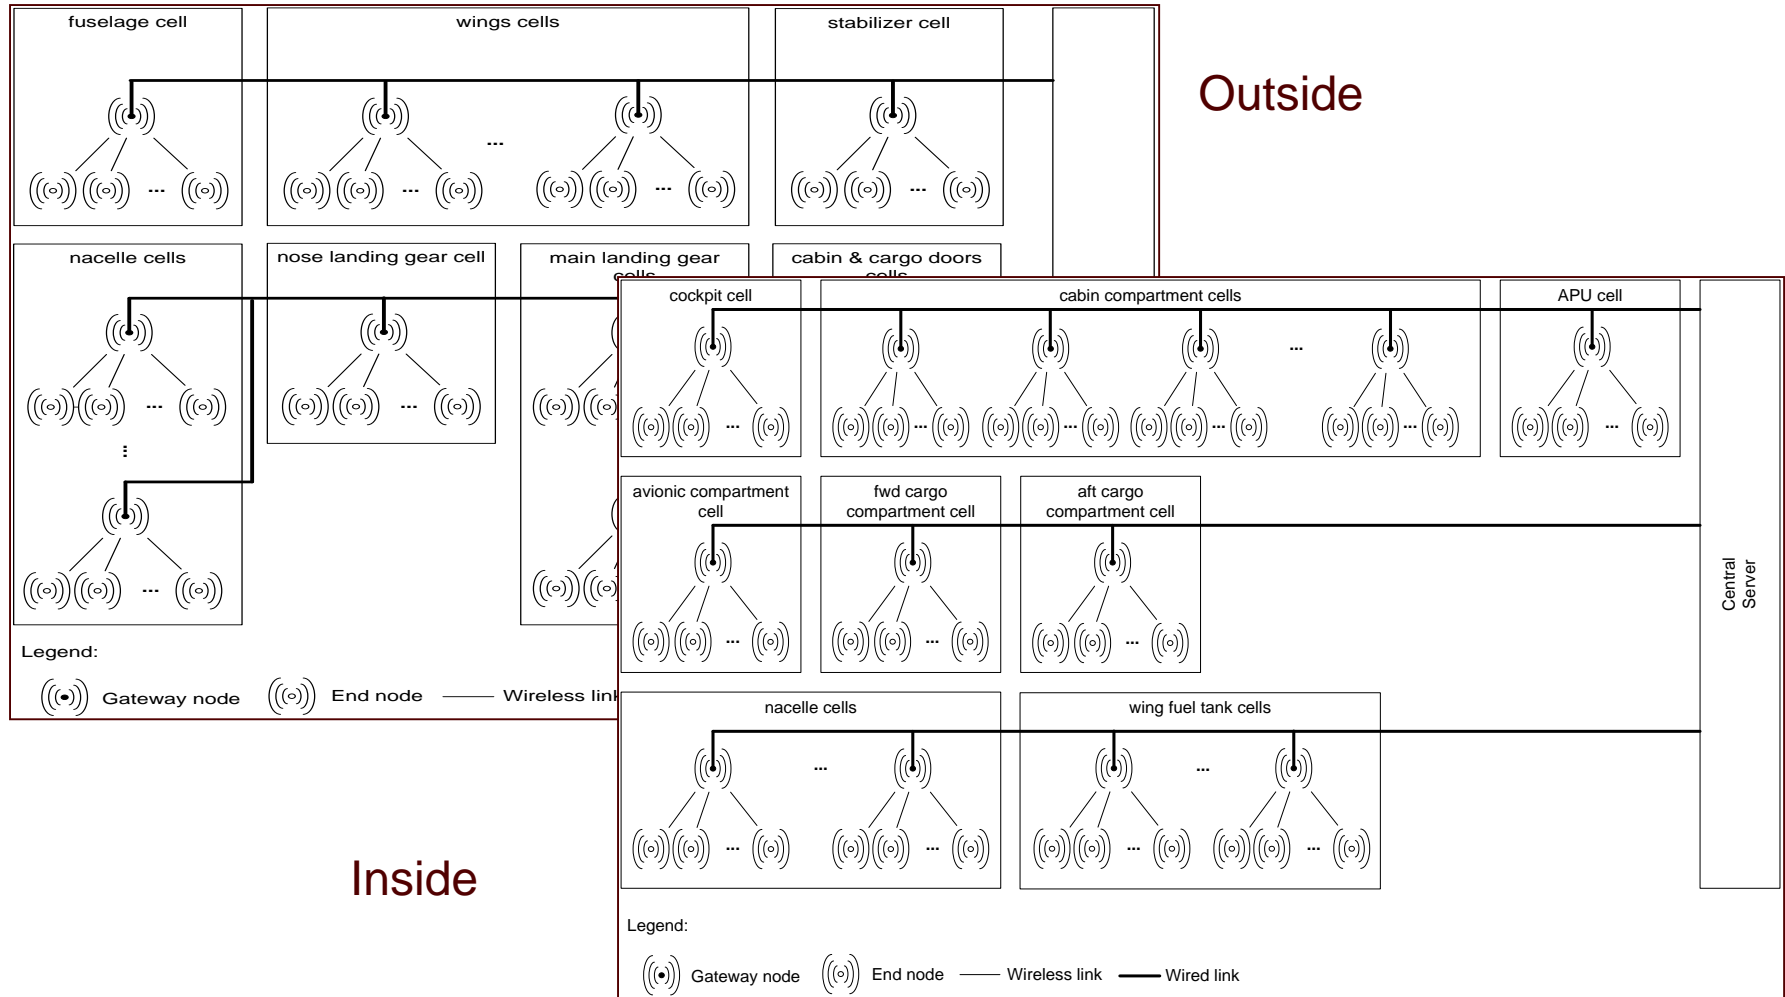 fuselage cell
wings cells
stabilizer cell
Outside
...
... ... ... ...
nacelle cells
nose landing gear cell
main landing gear
cabin & cargo doors
... ...
...
...
Legend:
Gateway node
End node
Wireless link
cockpit cell
cabin compartment cells
APU cell
...
... ... ... ... ... ...
avionic compartment
cell
fwd cargo
compartment cell
aft cargo
compartment cell
... ... ...
Central
Server
nacelle cells
wing fuel tank cells
... ...
... ... ... ...
Inside
Legend:
Gateway node
End node
Wireless link
Wired link